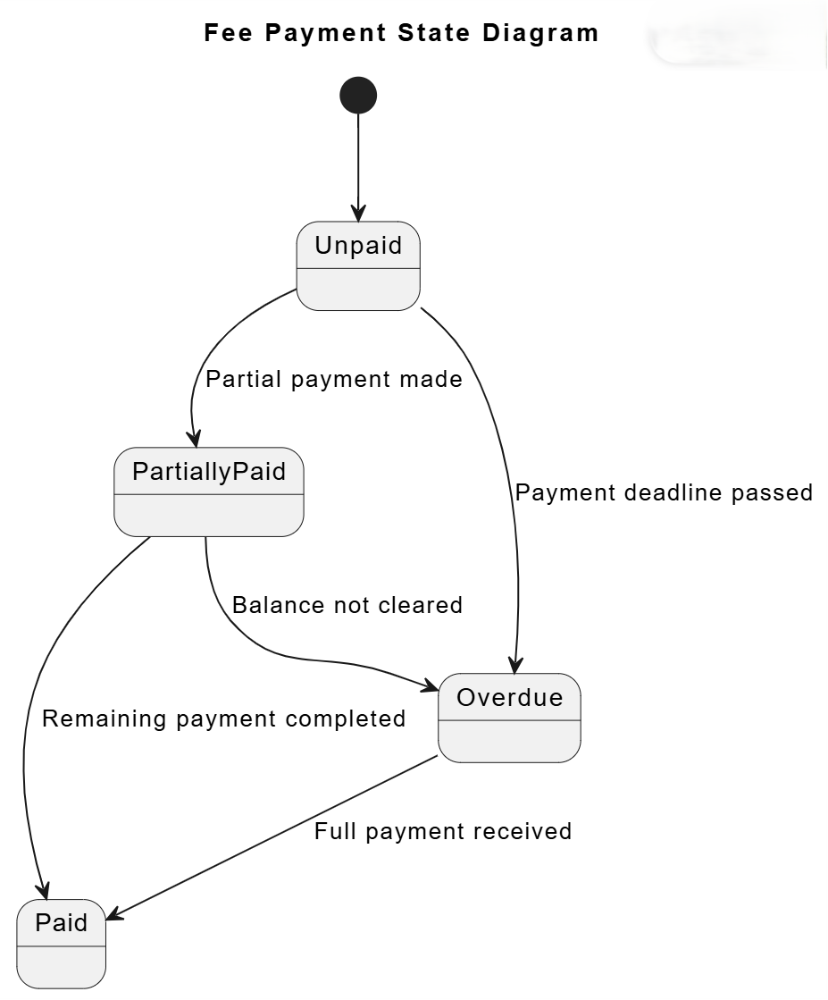 Fee Payment State Diagram
Unpaid
Partial payment made
PartiallyPaid
Payment deadline passed
Balance not cleared
Overdue
Remaining payment completed
Full payment received
Paid